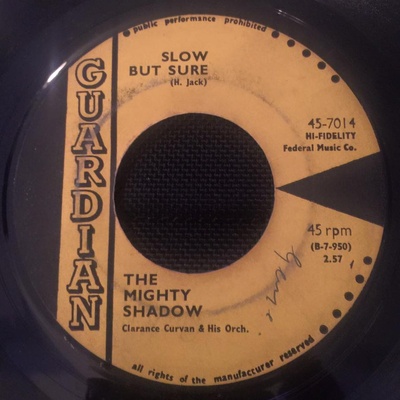 public performance prohibited
GUARDIAN
SLOW
BUT SURE
(H. Jack)
45-7014
HI-FIDELITY
Federal Music Co.
45 rpm
(B-7-950)
2.57
THE
MIGHTY
SHADOW
Clarance Curvan & His Orch.
all rights of the manufacturer reserved